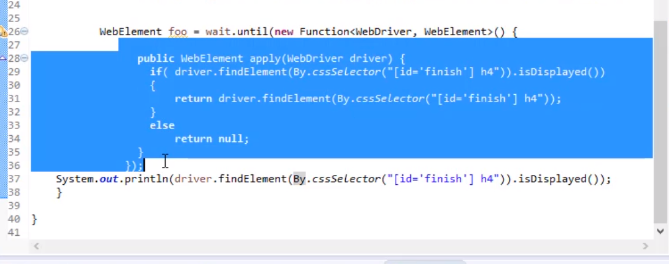 24
25
26 WebElement foo = wait.until(new Function<WebDriver, WebElement>() {
27
28 public WebElement apply(WebDriver driver) {
29 if( driver.findElement(By.cssSelector("[id='finish'] h4")).isDisplayed())
30 {
31 return driver.findElement(By.cssSelector("[id='finish'] h4"));
32 }
33 else
34 return null;
35 }
36 });
37 System.out.println(driver.findElement(By.cssSelector("[id='finish'] h4")).isDisplayed());
38 }
39
40 }
41